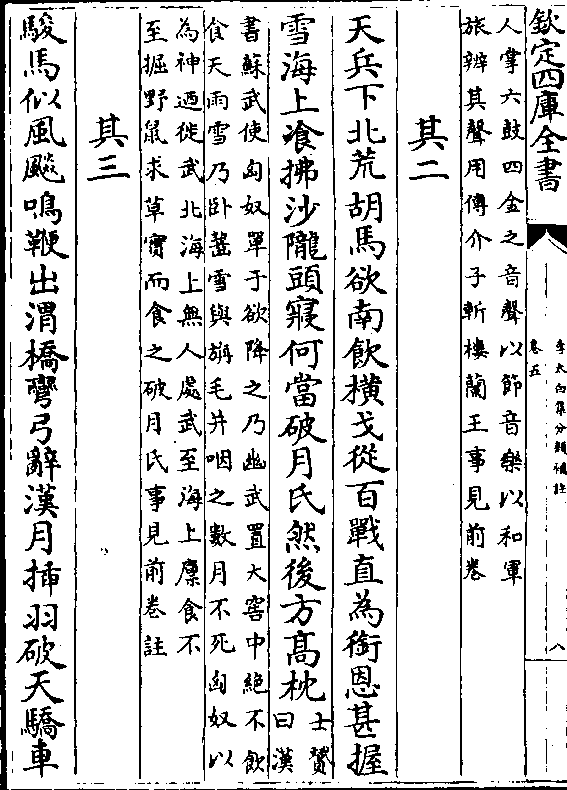 欽定四庫全書
李太白集分類補註
卷五
八
人掌六鼓四金之音聲以節音樂以和軍
旅辨其聲用傳介子斬樓蘭王事見前卷
其二
天兵下北荒胡馬欲南飲橫戈從百戰直為銜恩甚握
雪海上飡拂沙隴頭寢何當破月氏然後方髙枕
士贇
曰漢
書蘇武使匈奴單于欲降之乃幽武置大窖中絶不飲
食天雨雪乃卧齧雪與旃毛并咽之數月不死匈奴以
為神廼徙武北海上無人處武至海上廪食不
至掘野鼠求草實而食之破月氏事見前卷註
其三
駿馬似風飈鳴鞭出渭橋彎弓辭漢月揷羽破天驕車